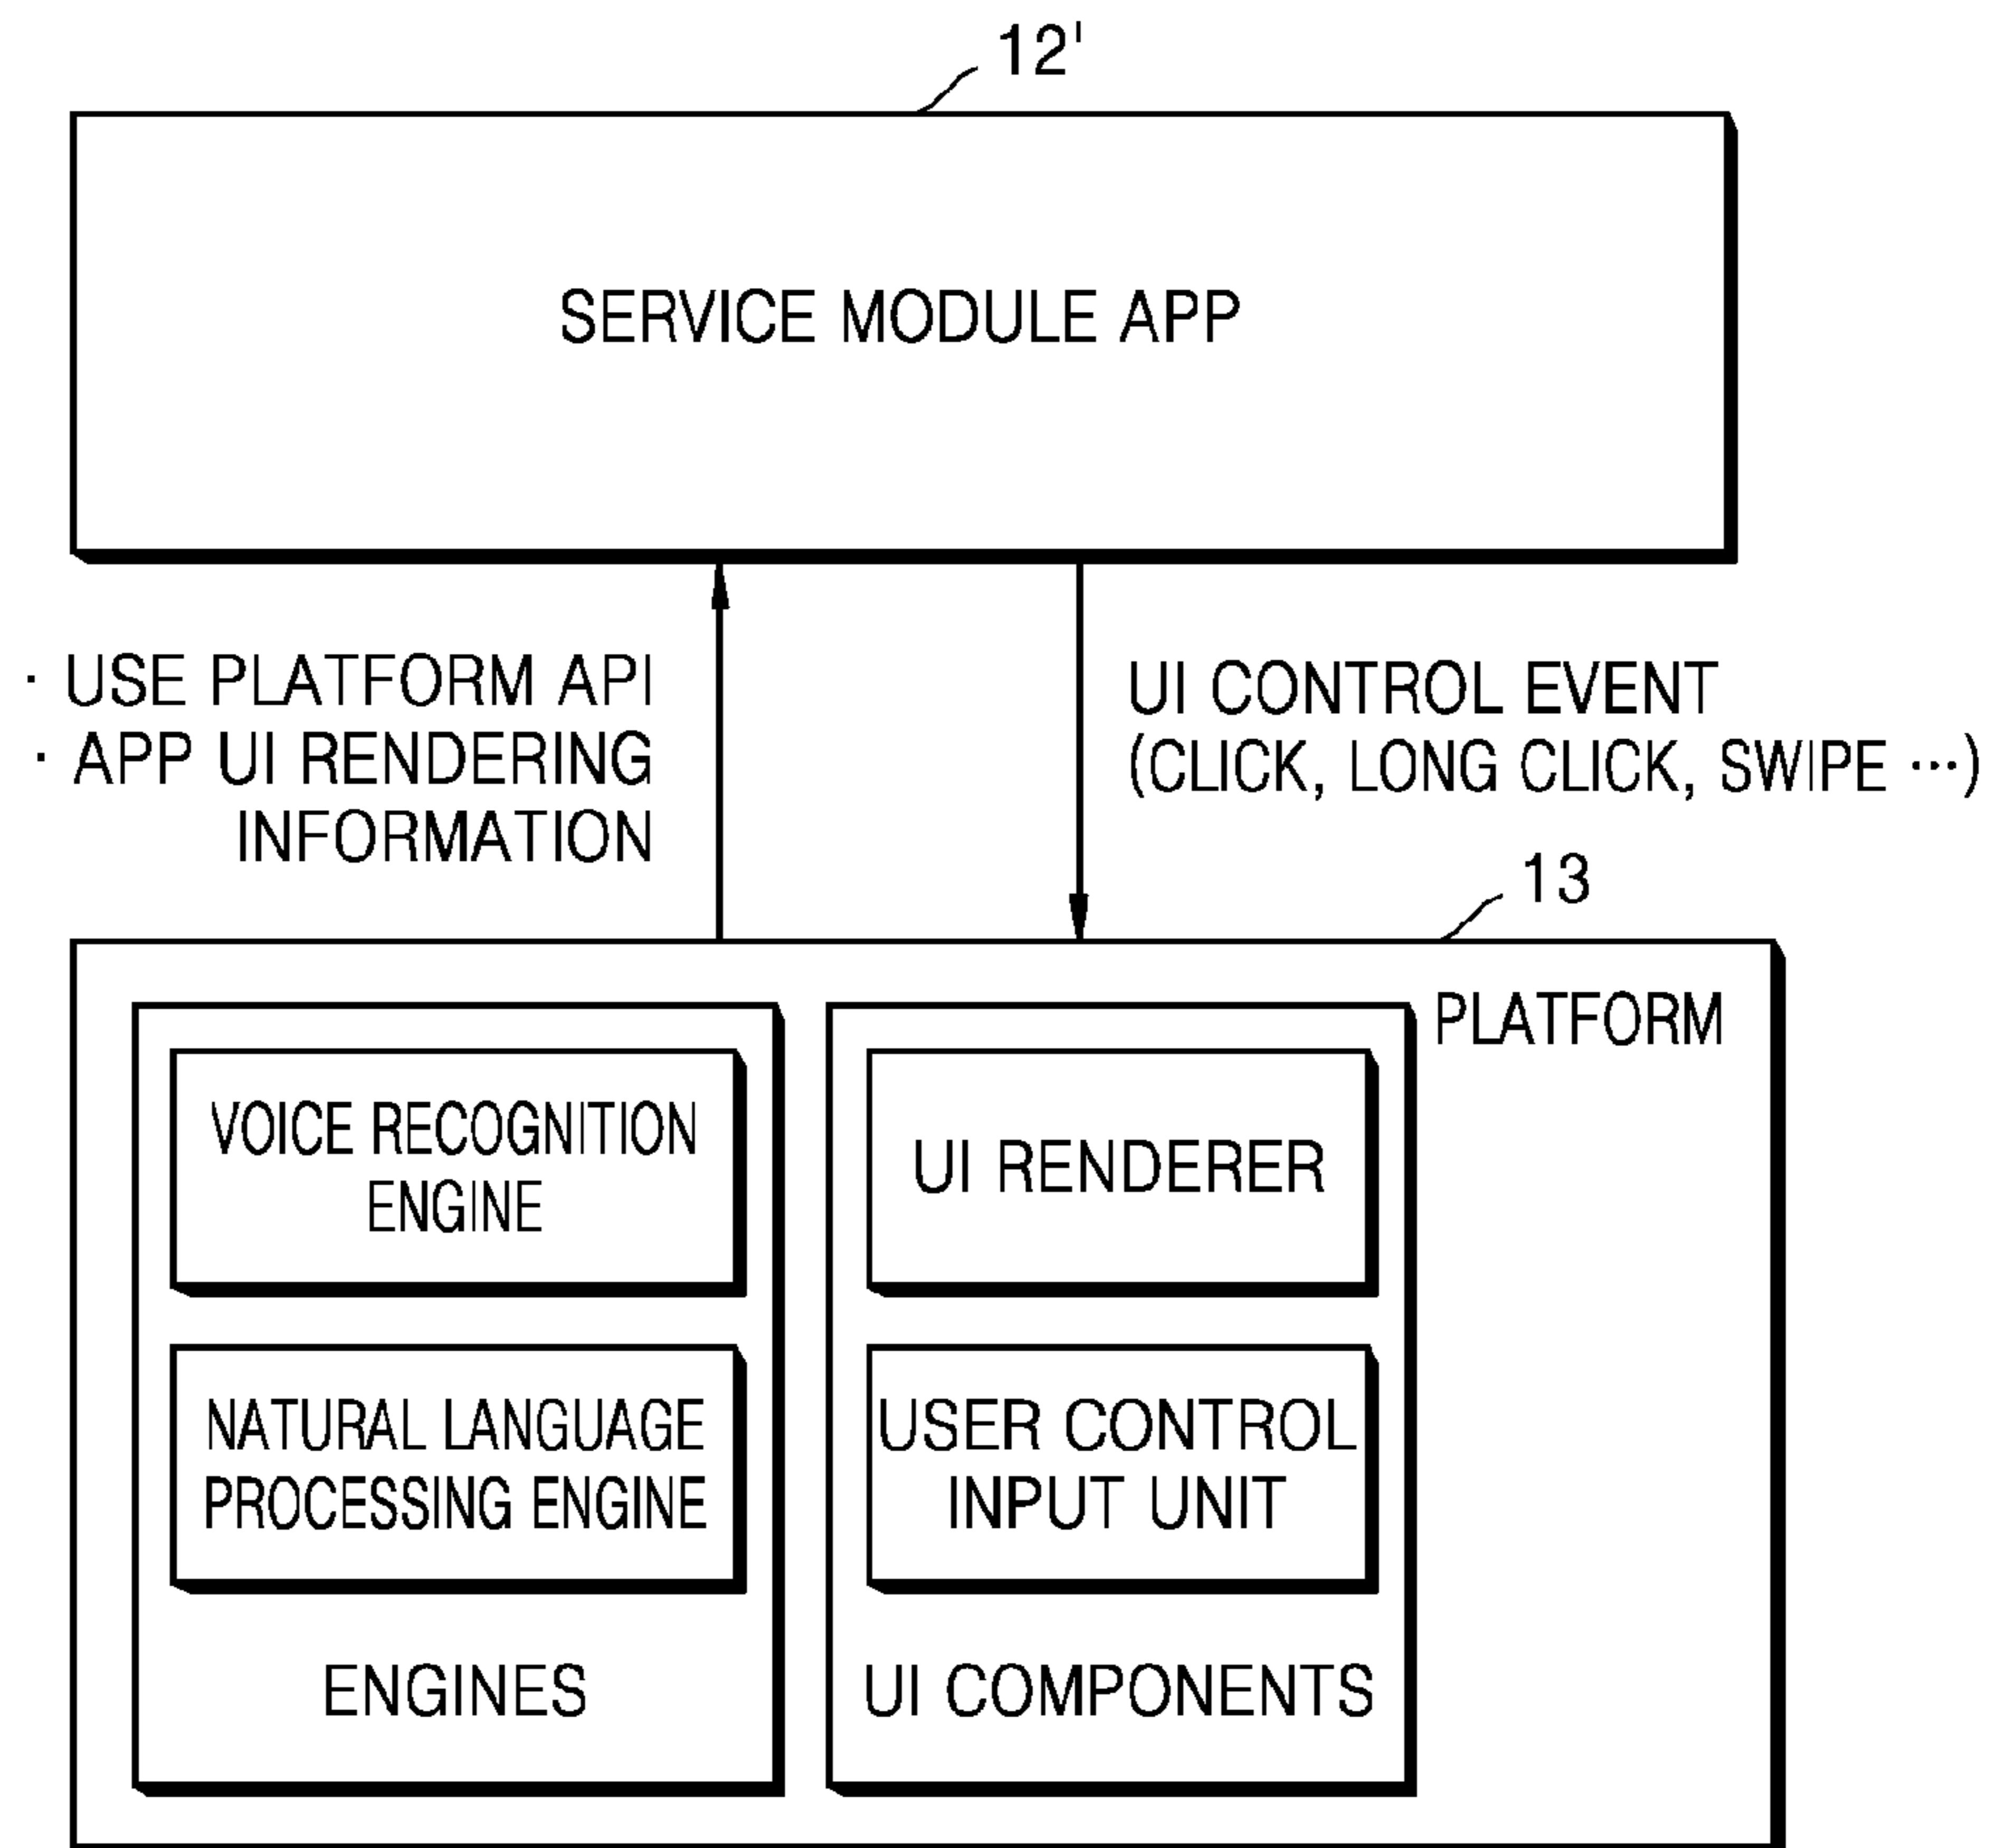 12'
SERVICE MODULE APP
· USE PLATFORM API
· APP UI RENDERING
INFORMATION
UI CONTROL EVENT
(CLICK, LONG CLICK, SWIPE ⋯)
13
PLATFORM
VOICE RECOGNITION
ENGINE
NATURAL LANGUAGE
PROCESSING ENGINE
ENGINES
UI RENDERER
USER CONTROL
INPUT UNIT
UI COMPONENTS